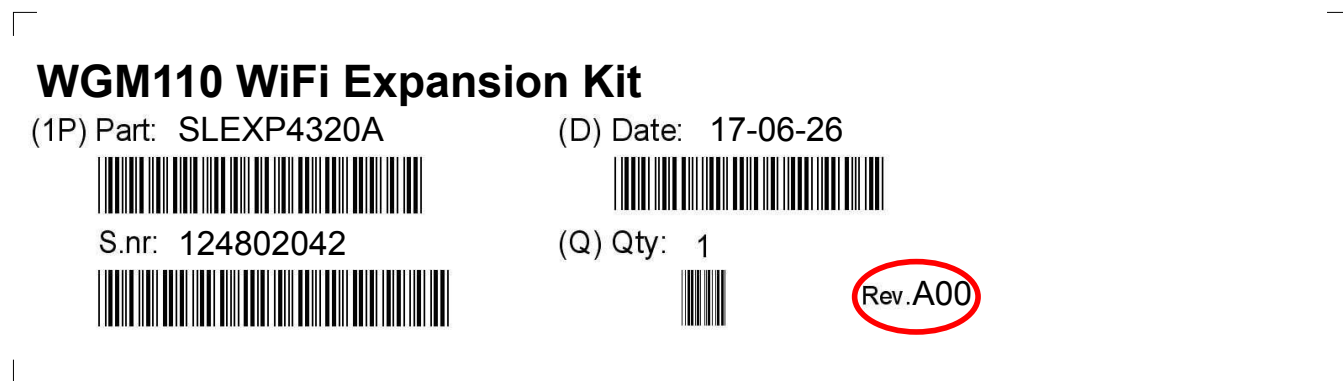 WGM110 WiFi Expansion Kit
(1P) Part: SLEXP4320A (D) Date: 17-06-26
S.nr: 124802042 (Q) Qty: 1
Rev.A00